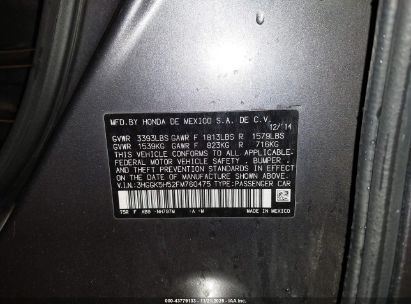 MFD.BY HONDA DE MEXICO S.A. DE C.V.
12/14
GVWR 3393LBS GAWR F 1813LBS R 1579LBS
GVWR 1539KG GAWR F 823KG R 716KG
THIS VEHICLE CONFORMS TO ALL APPLICABLE
FEDERAL MOTOR VEHICLE SAFETY, BUMPER,
AND THEFT PREVENTION STANDARDS IN EFFECT
ON THE DATE OF MANUFACTURE SHOWN ABOVE.
V.I.N.:3HGGK5H52FM760475 TYPE:PASSENGER CAR
MADE IN MEXICO